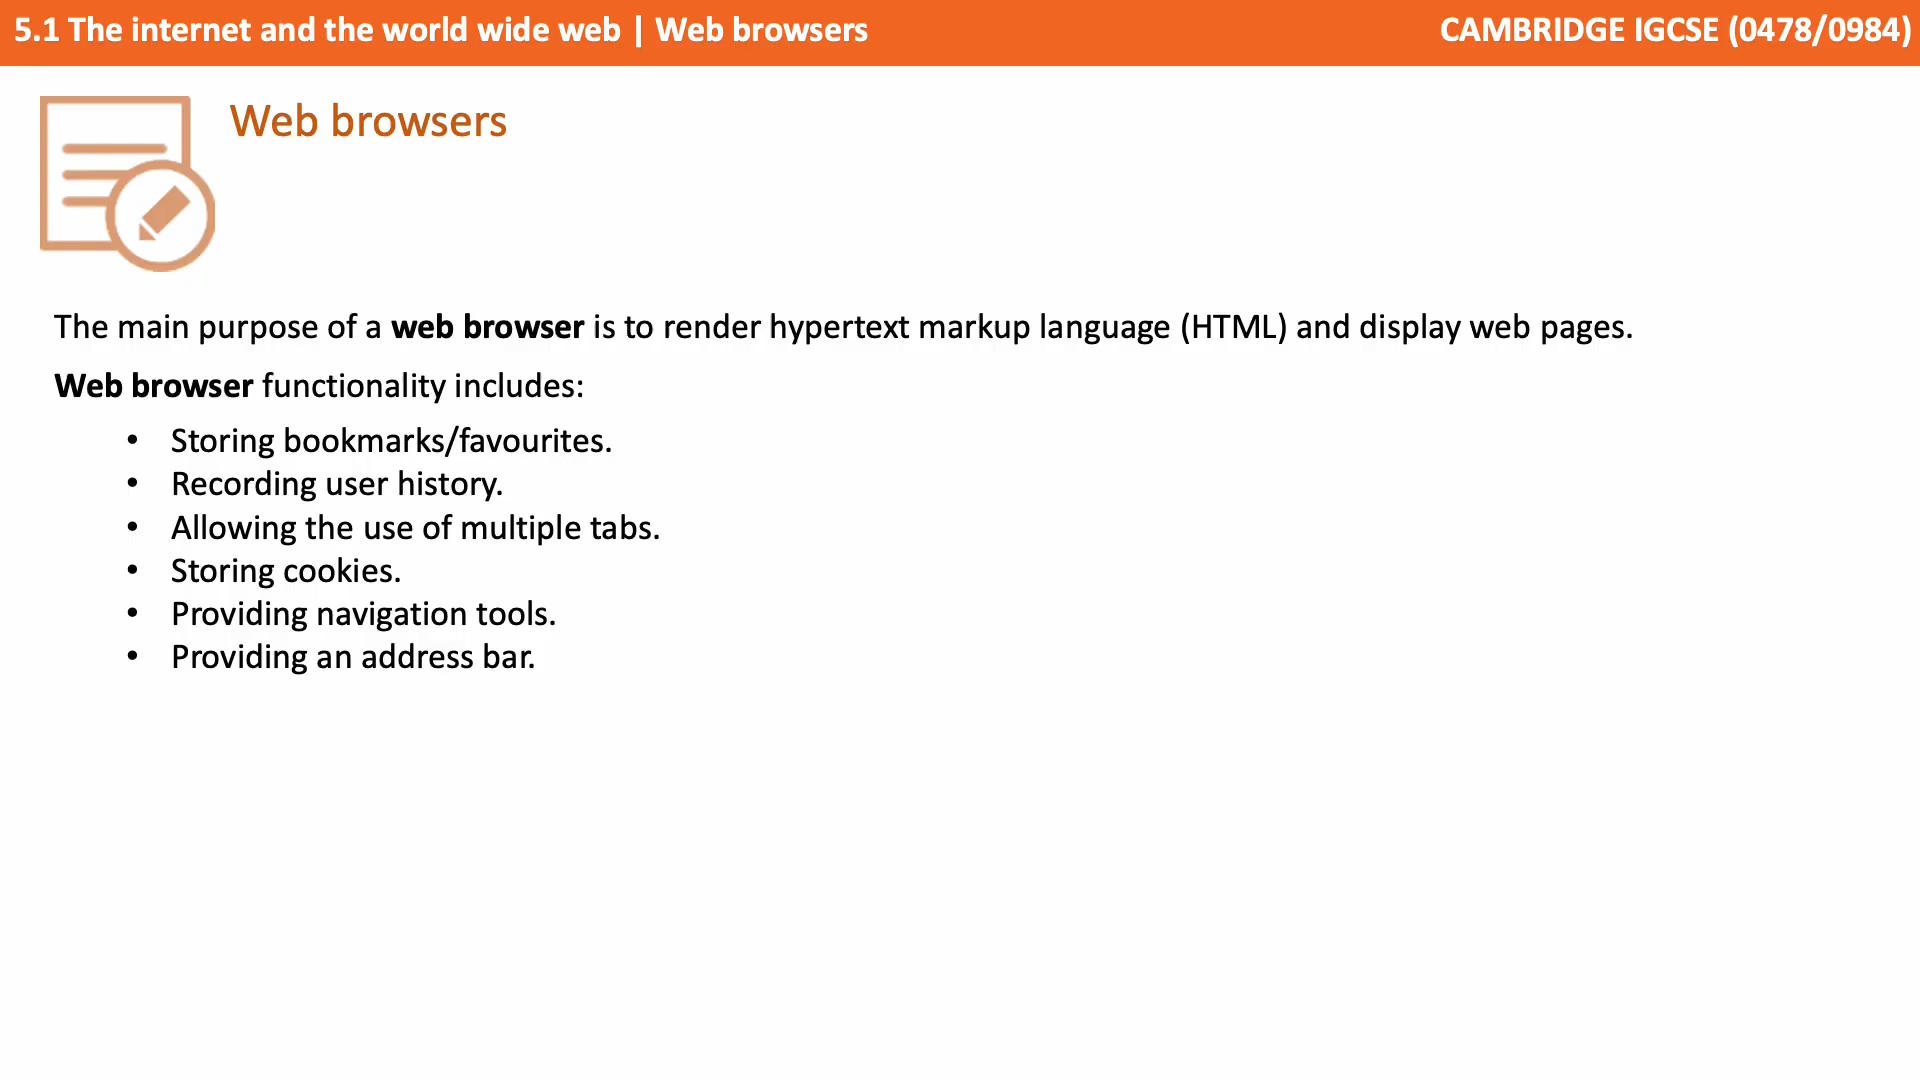 5.1 The internet and the world wide web | Web browsers
CAMBRIDGE IGCSE (0478/0984)
Web browsers
The main purpose of a web browser is to render hypertext markup language (HTML) and display web pages.
Web browser functionality includes:
• Storing bookmarks/favourites.
• Recording user history.
• Allowing the use of multiple tabs.
• Storing cookies.
• Providing navigation tools.
• Providing an address bar.